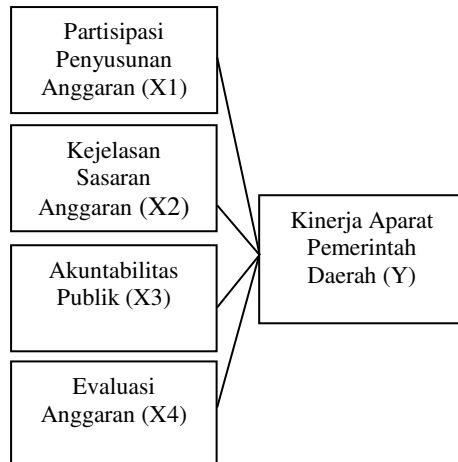 Partisipasi
Penyusunan
Anggaran (X1)
Kejelasan
Sasaran
Anggaran (X2)
Akuntabilitas
Publik (X3)
Evaluasi
Anggaran (X4)
Kinerja Aparat
Pemerintah
Daerah (Y)